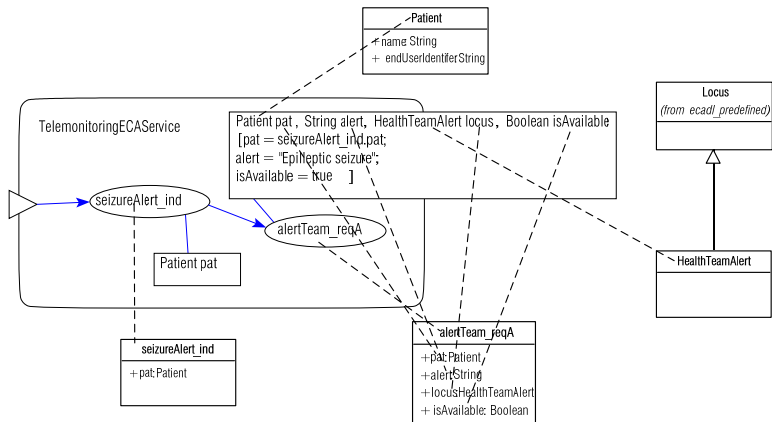 Patient
+ name: String
+ endUserIdentifer String
Locus
(from ecadl_predefined)
TelemonitoringECAService
Patient pat , String alert, HealthTeamAlert locus , Boolean isAvailable
[pat = seizureAlert_ind.pat;
alert = "Epileptic seizure";
isAvailable = true ]
seizureAlert_ind
alertTeam_reqA
Patient pat
HealthTeamAlert
alertTeam_reqA
+pat: Patient
+alert: String
+locus: HealthTeamAlert
+ isAvailable: Boolean
seizureAlert_ind
+ pat: Patient